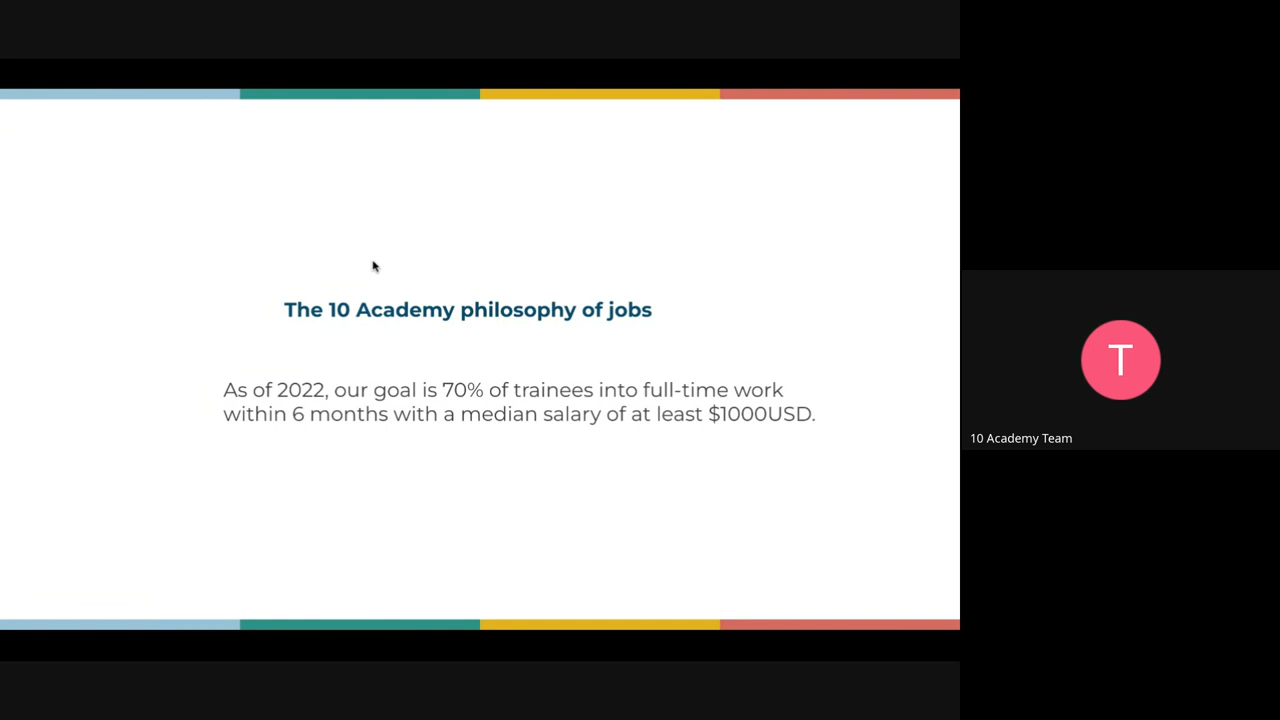 The 10 Academy philosophy of jobs
As of 2022, our goal is 70% of trainees into full-time work
within 6 months with a median salary of at least $1000USD.
T
10 Academy Team